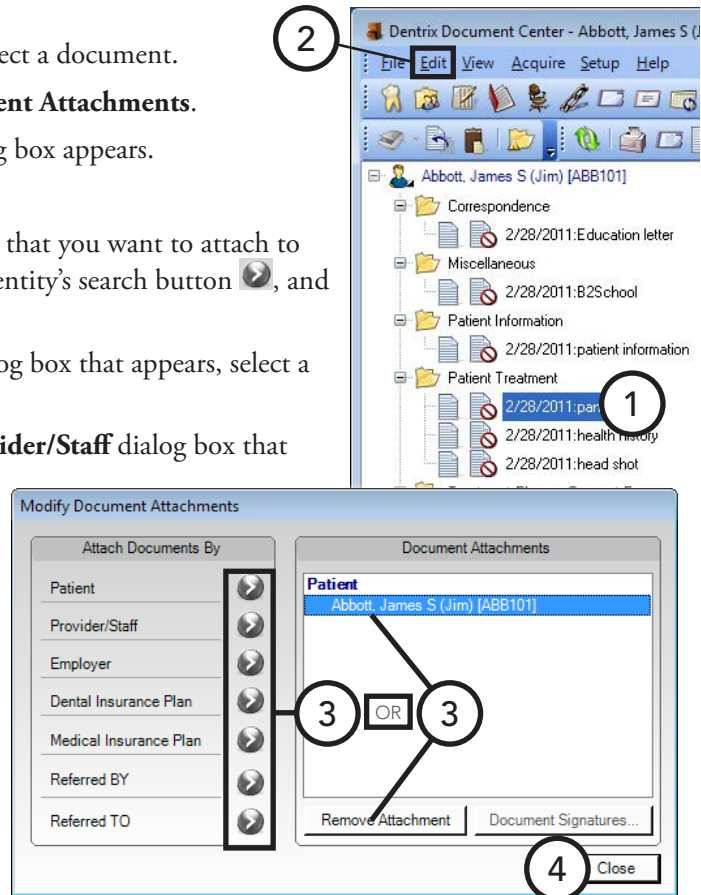 ect a document.
ent Attachments.
g box appears.
that you want to attach to
entity's search button , and
log box that appears, select a
ider/Staff dialog box that
2
Dentrix Document Center - Abbott, James S (J
File Edit View Acquire Setup Help
Abbott, James S (Jim) [ABB101]
Correspondence
2/28/2011:Education letter
Miscellaneous
2/28/2011:B2School
Patient Information
2/28/2011:patient information
Patient Treatment
2/28/2011:pan
1
2/28/2011:health history
2/28/2011:head shot
Modify Document Attachments
Attach Documents By
Patient
Provider/Staff
Employer
Dental Insurance Plan
Medical Insurance Plan
Referred BY
Referred TO
Document Attachments
Patient
Abbott, James S (Jim) [ABB101]
3 OR 3
Remove Attachment Document Signatures...
4 Close